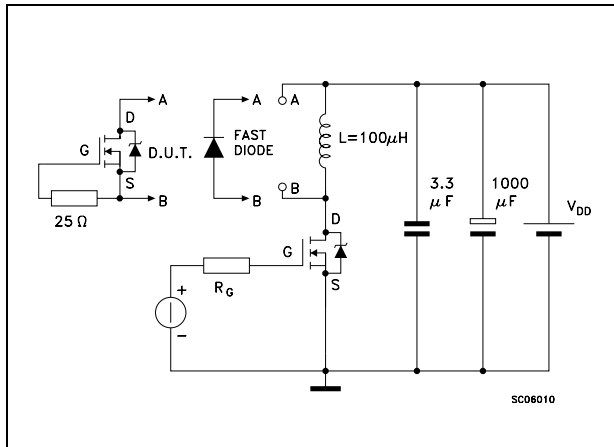 A
A
A
D
G
D.U.T.
FAST
DIODE
L=100μH
S
B
B
B
25 Ω
3.3
μF
1000
μF
VDD
D
G
S
RG
+
-
SC06010